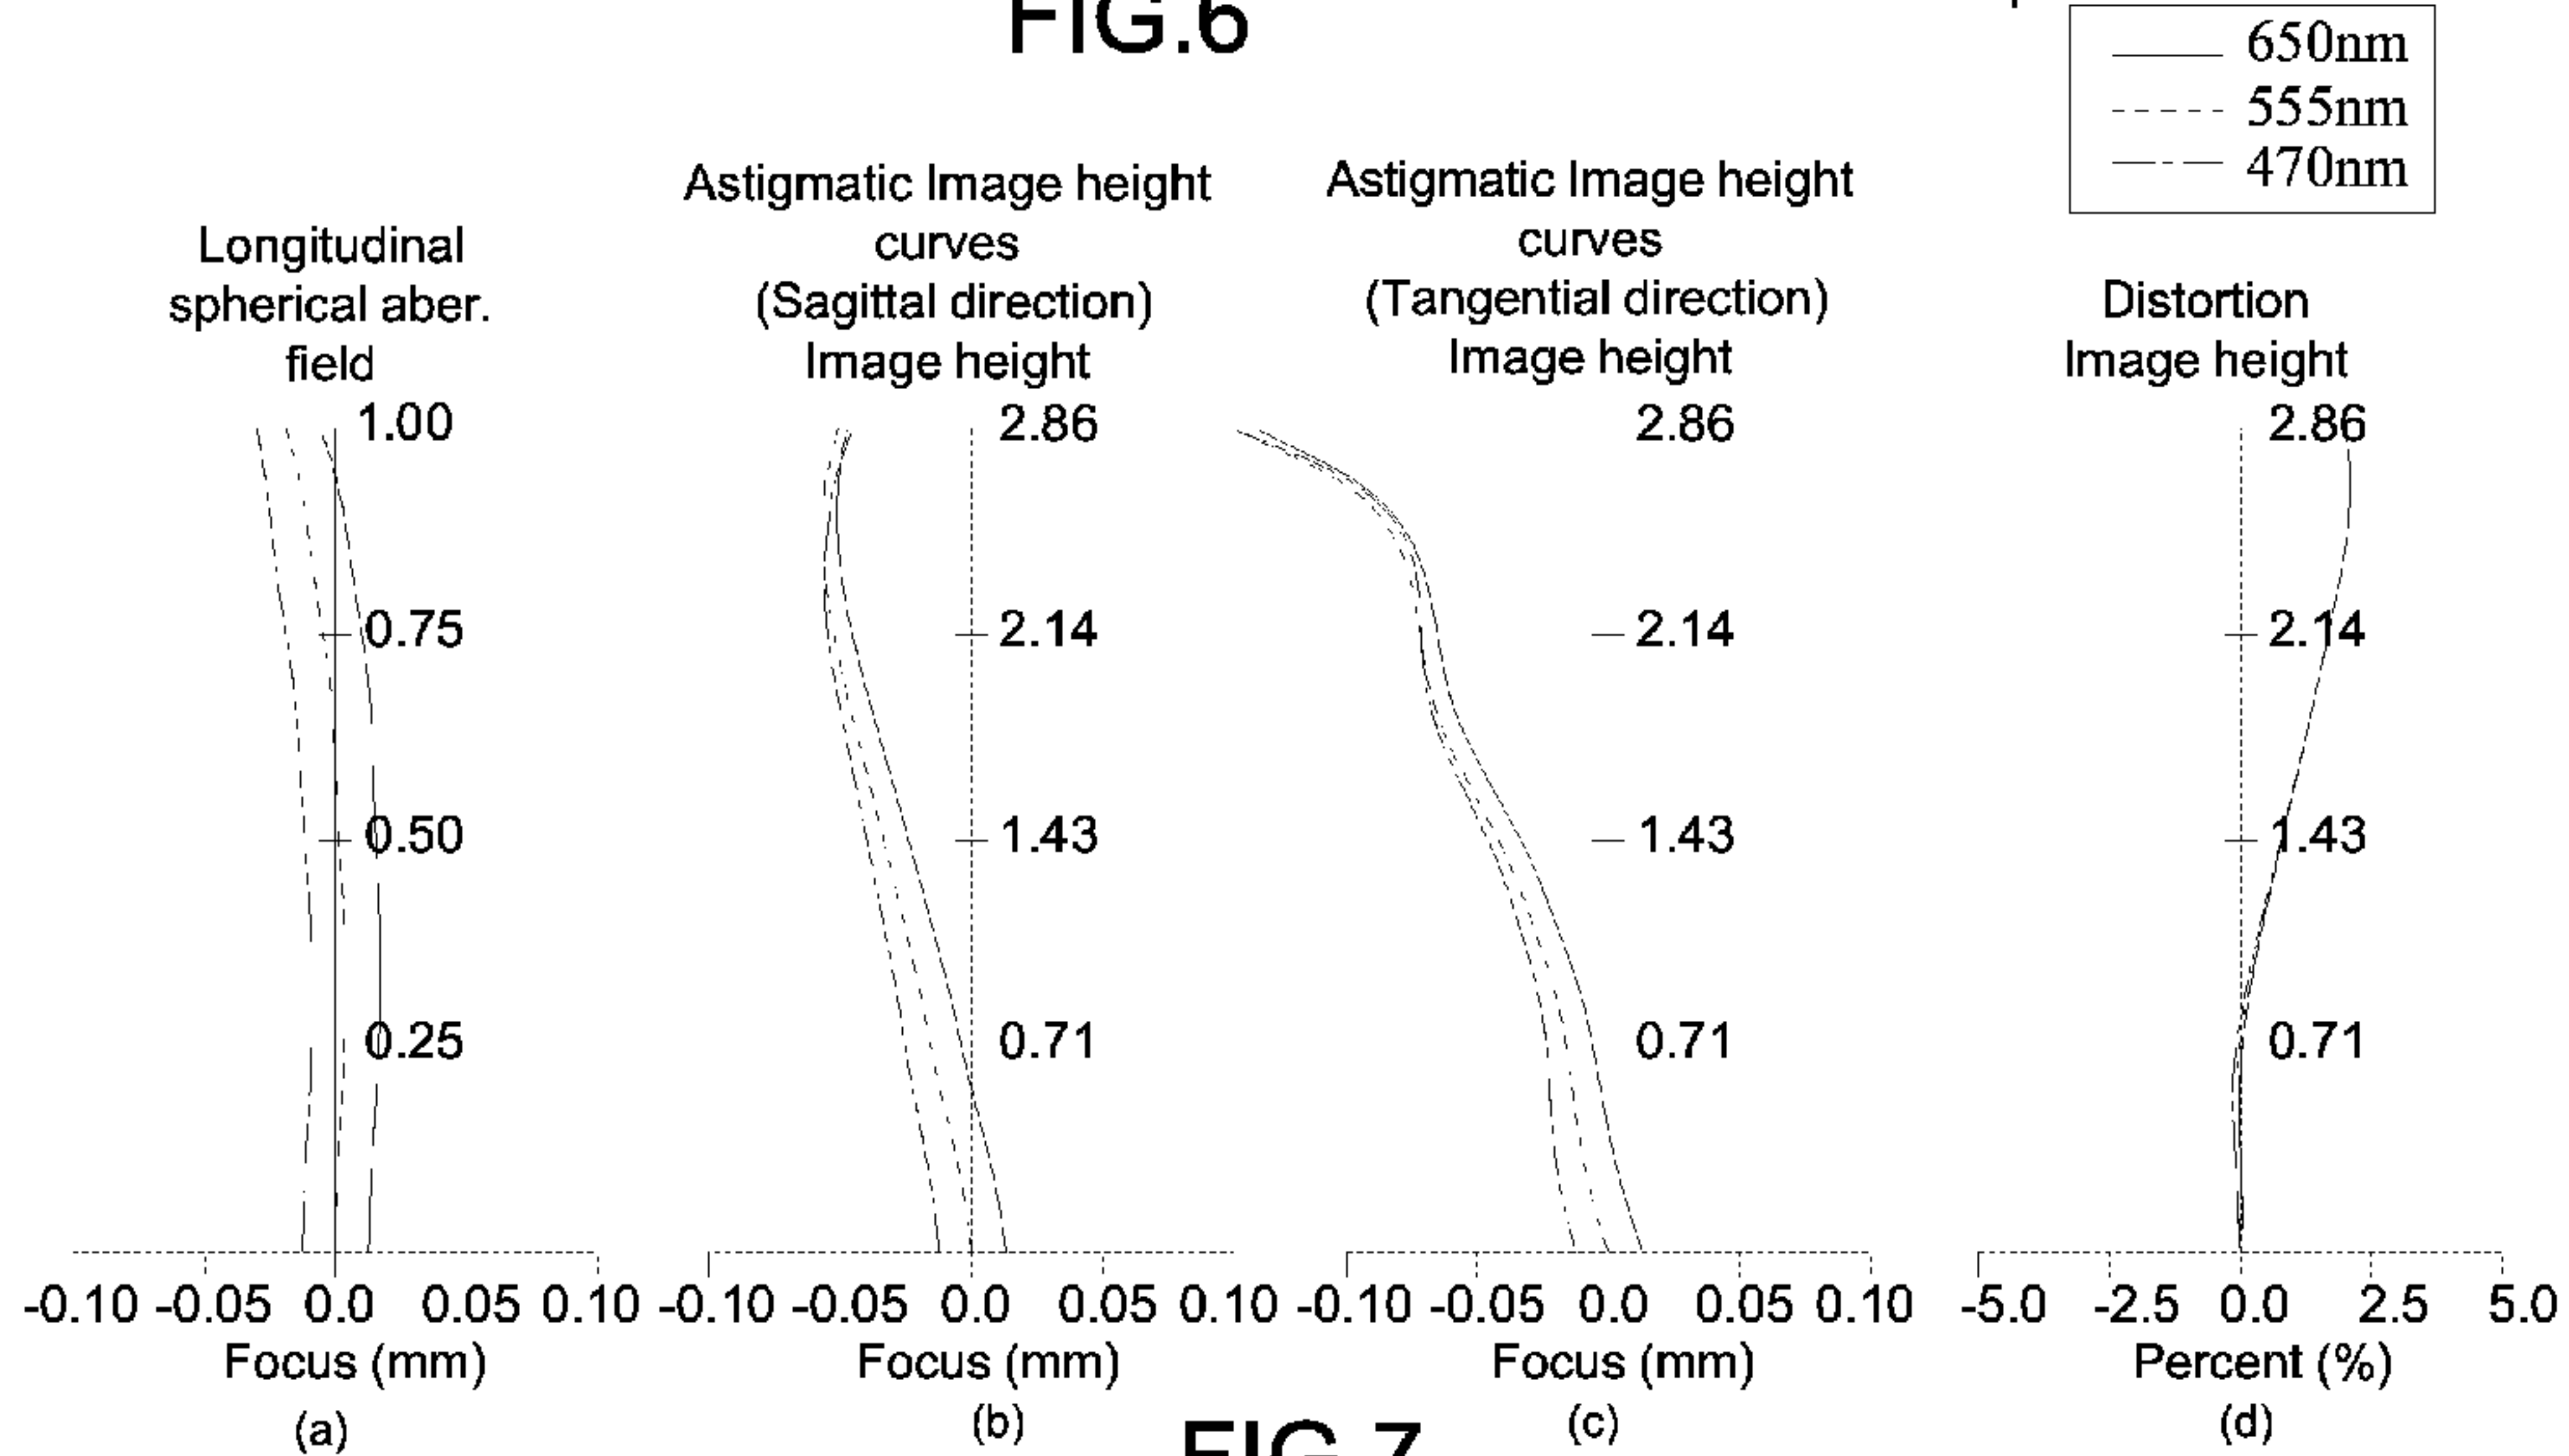 FIG.6
650nm
555nm
470nm
Longitudinal
spherical aber.
field
1.00
0.75
0.50
0.25
-0.10 -0.05 0.0 0.05 0.10
Focus (mm)
(a)
Astigmatic Image height
curves
(Sagittal direction)
Image height
2.86
2.14
1.43
0.71
-0.10 -0.05 0.0 0.05 0.10
Focus (mm)
(b)
Astigmatic Image height
curves
(Tangential direction)
Image height
2.86
2.14
1.43
0.71
-0.10 -0.05 0.0 0.05 0.10
Focus (mm)
(c)
Distortion
Image height
2.86
2.14
1.43
0.71
-5.0 -2.5 0.0 2.5 5.0
Percent (%)
(d)
FIG.7